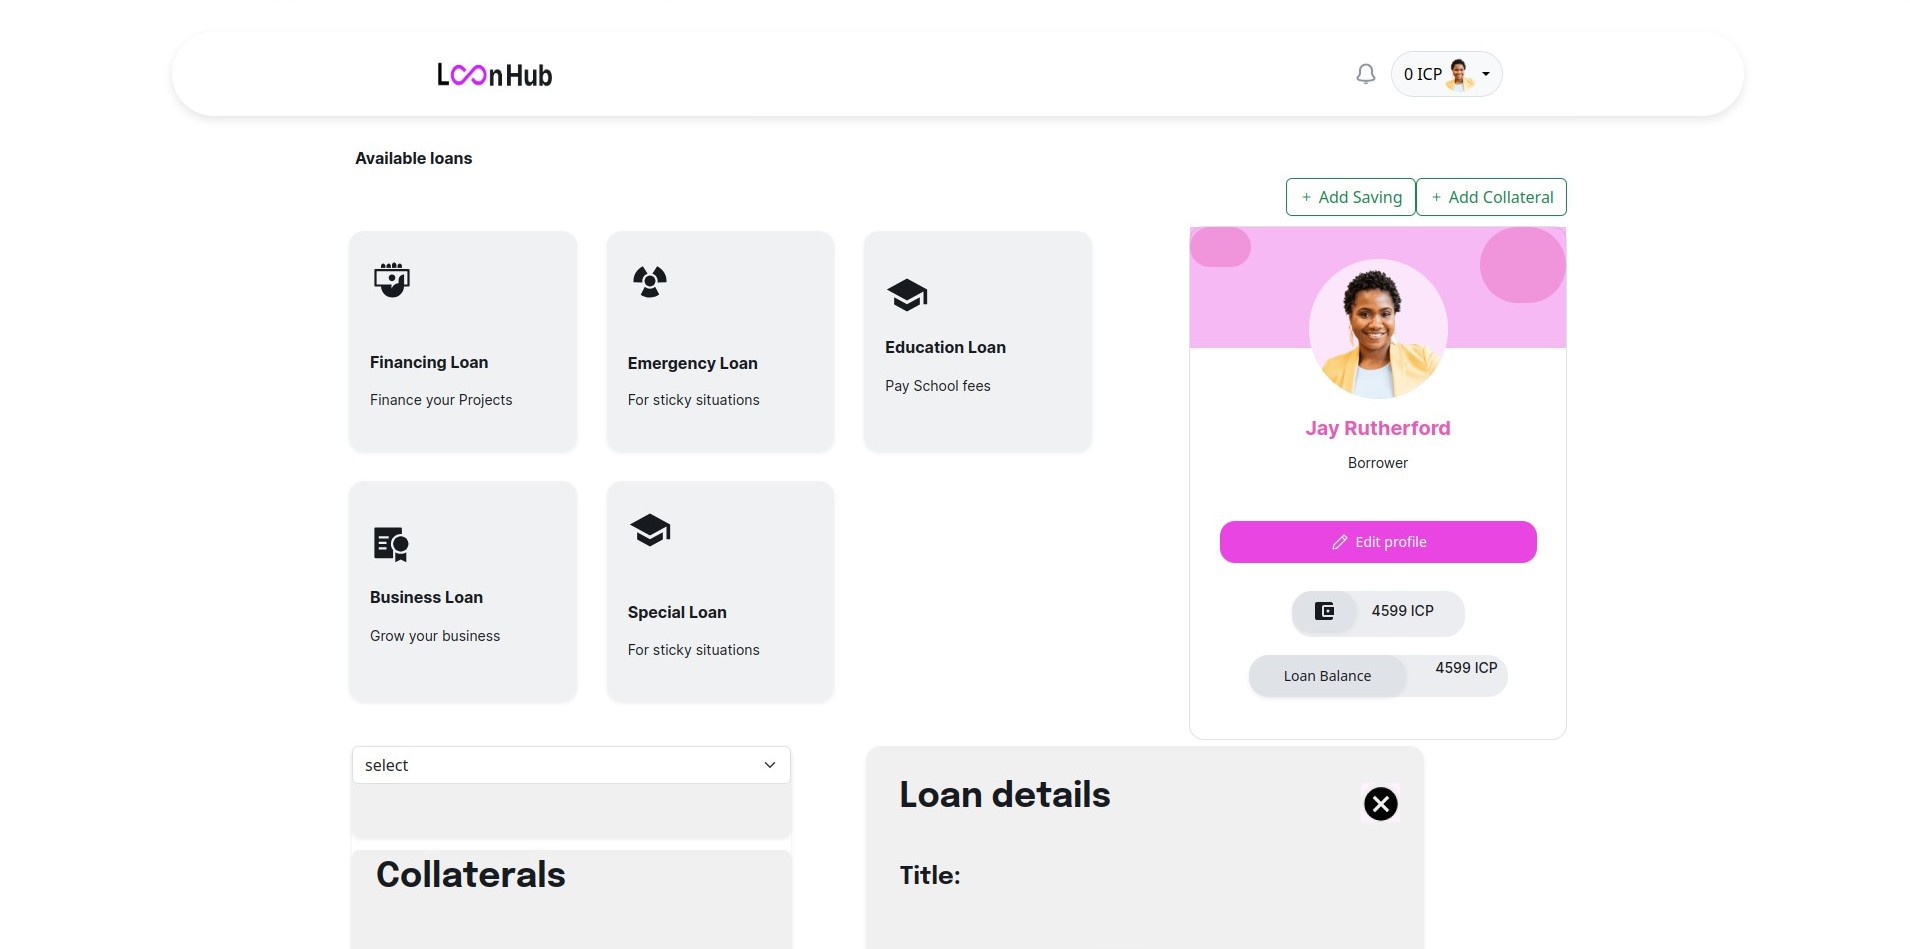 LoanHub
0 ICP
Available loans
+ Add Saving
+ Add Collateral
Financing Loan
Finance your Projects
Emergency Loan
For sticky situations
Education Loan
Pay School fees
Business Loan
Grow your business
Special Loan
For sticky situations
Jay Rutherford
Borrower
Edit profile
4599 ICP
Loan Balance
4599 ICP
select
Collaterals
Loan details
Title: